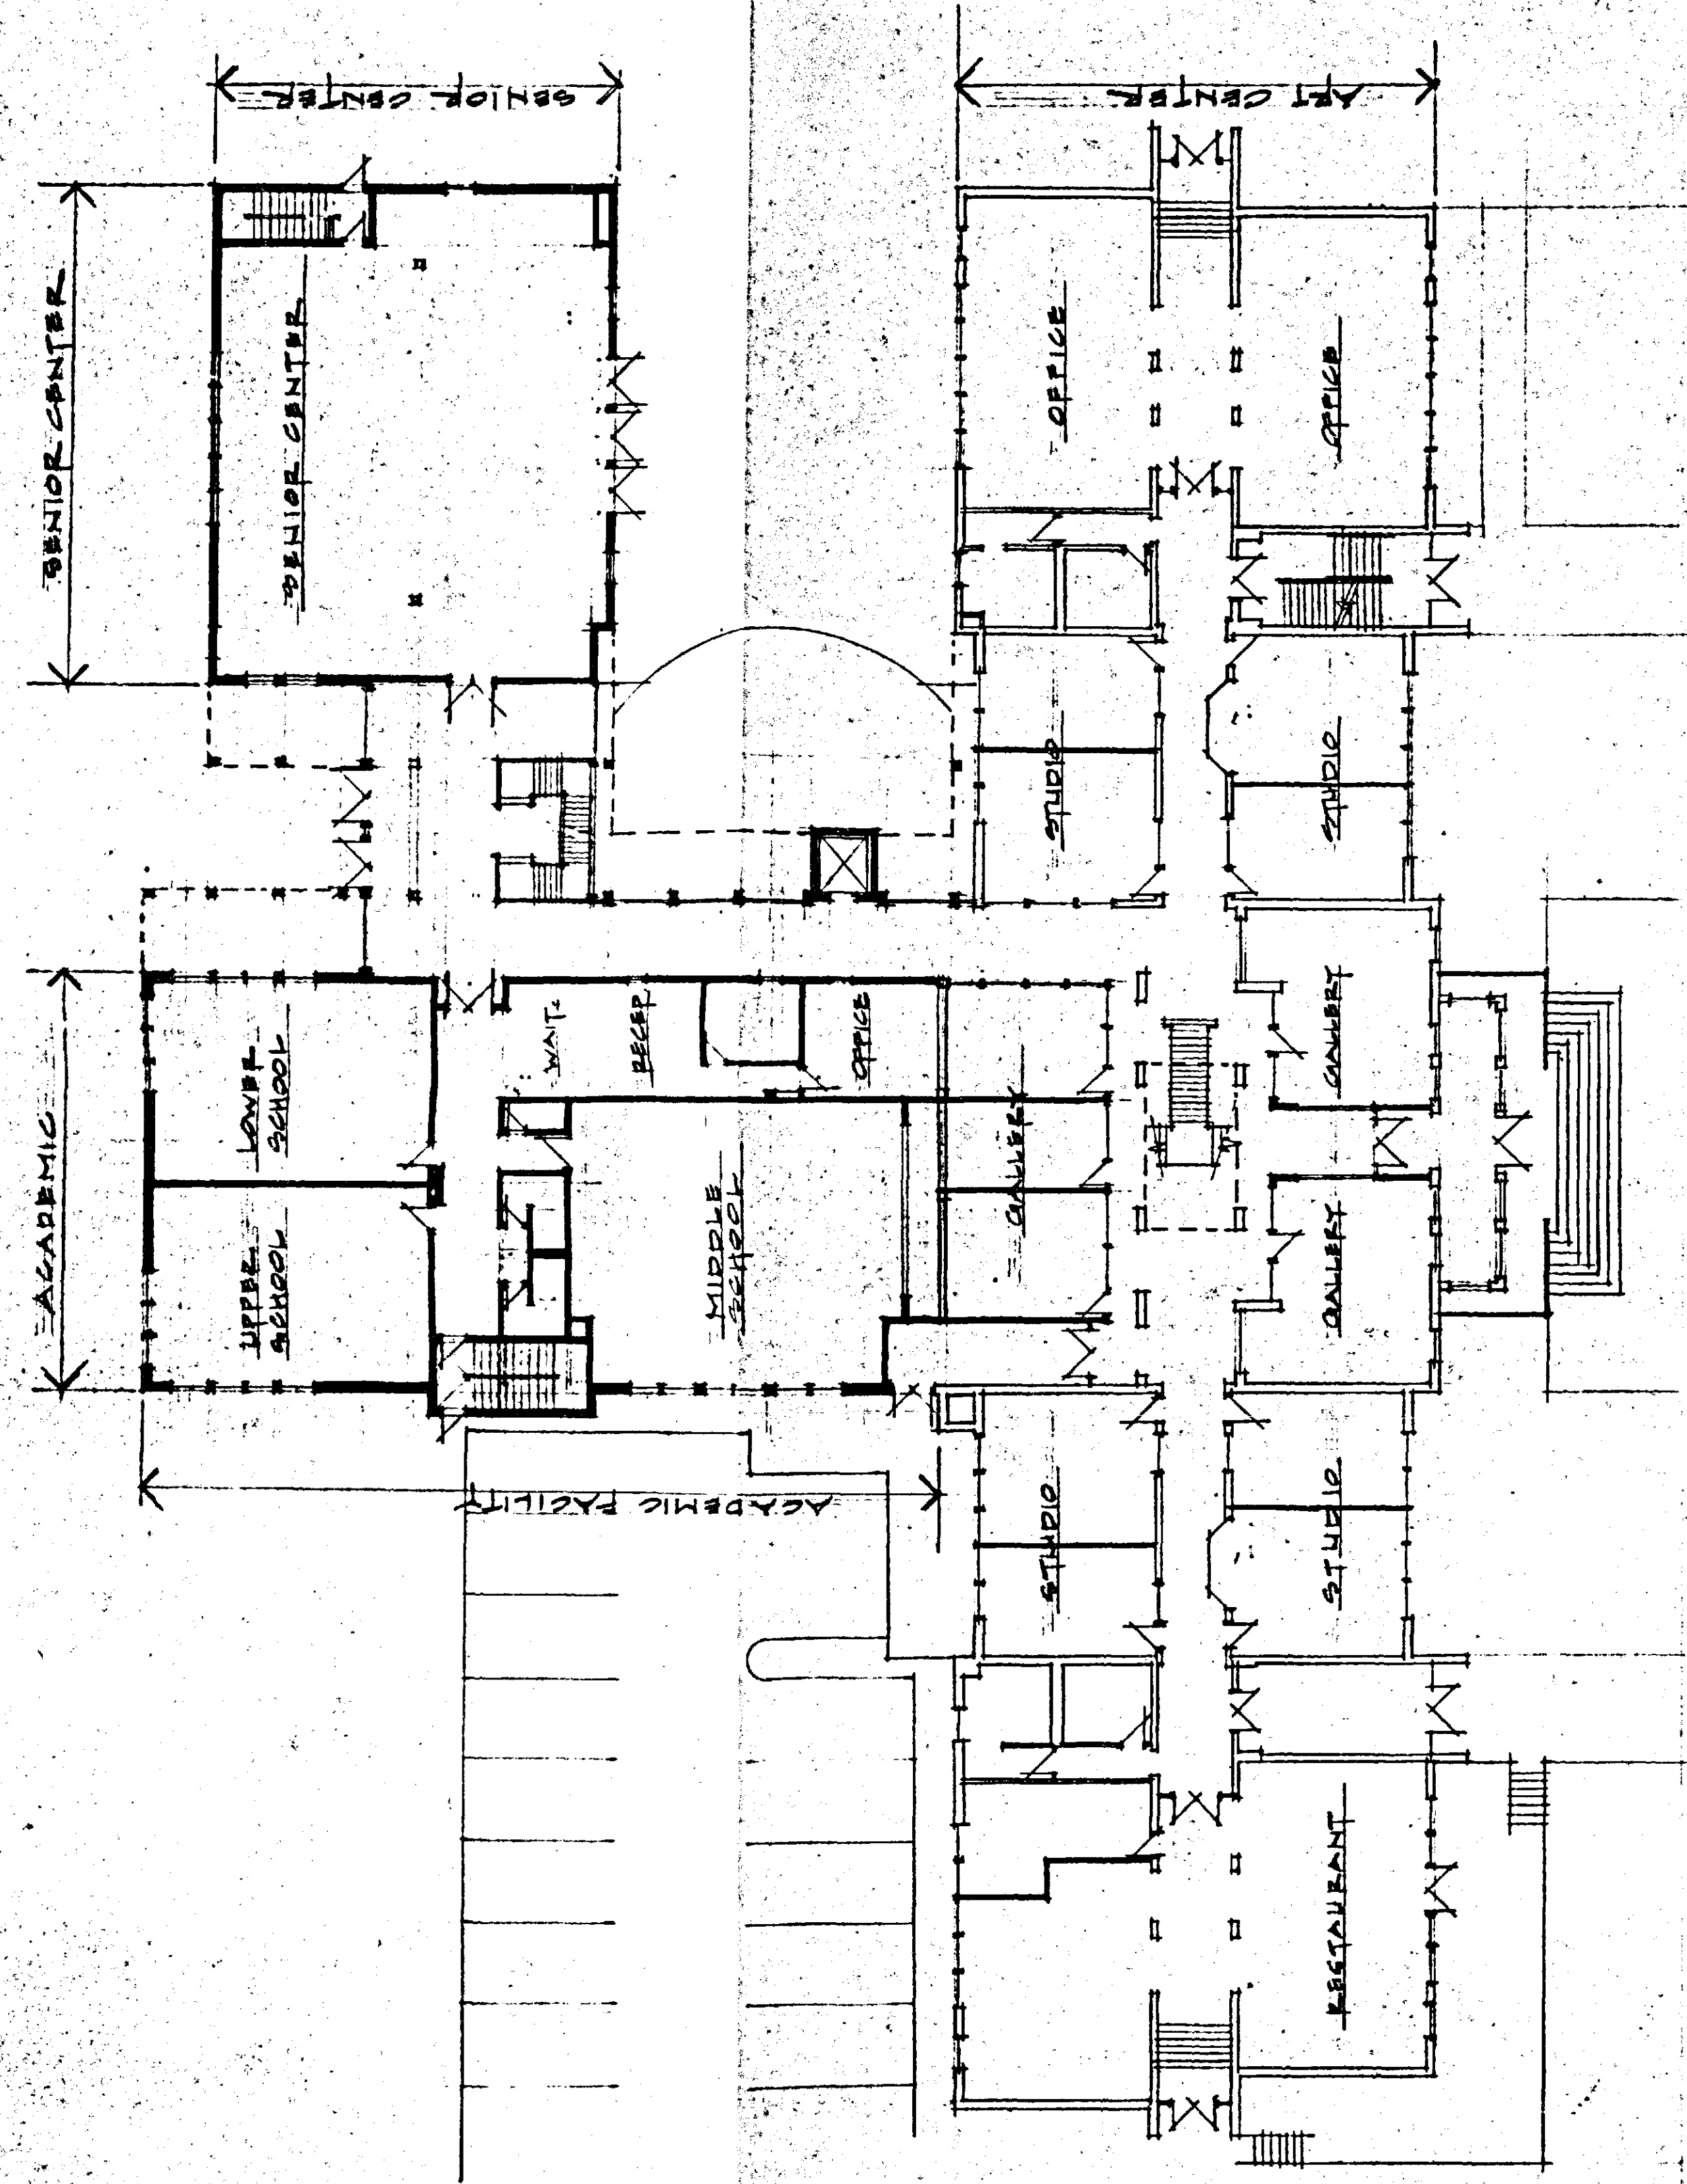 SENIOR CENTER
SENIOR CENTER
SENIOR CENTER
ART CENTER
OFFICE
OFFICE
STUDIO
STUDIO
ACADEMIC
LOWER
SCHOOL
UPPER
SCHOOL
WAIT.
RECEP
OFFICE
MIDDLE
SCHOOL
GALLERY
GALLERY
GALLERY
ACADEMIC FACILITY
STUDIO
STUDIO
RESTAURANT